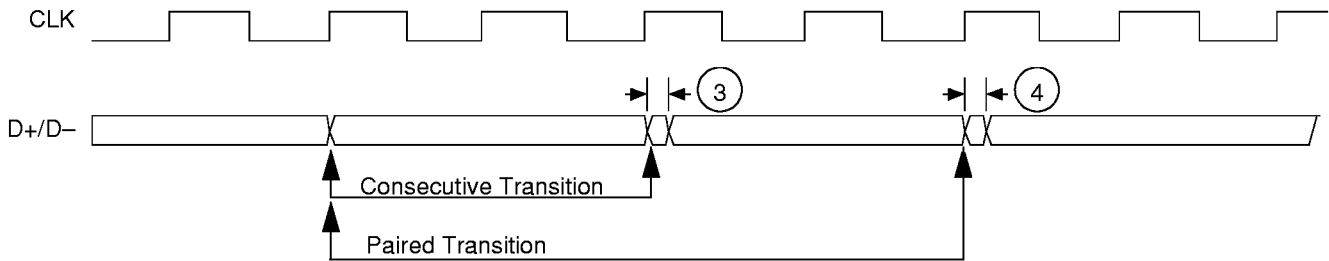 CLK
3
4
D+/D–
Consecutive Transition
Paired Transition